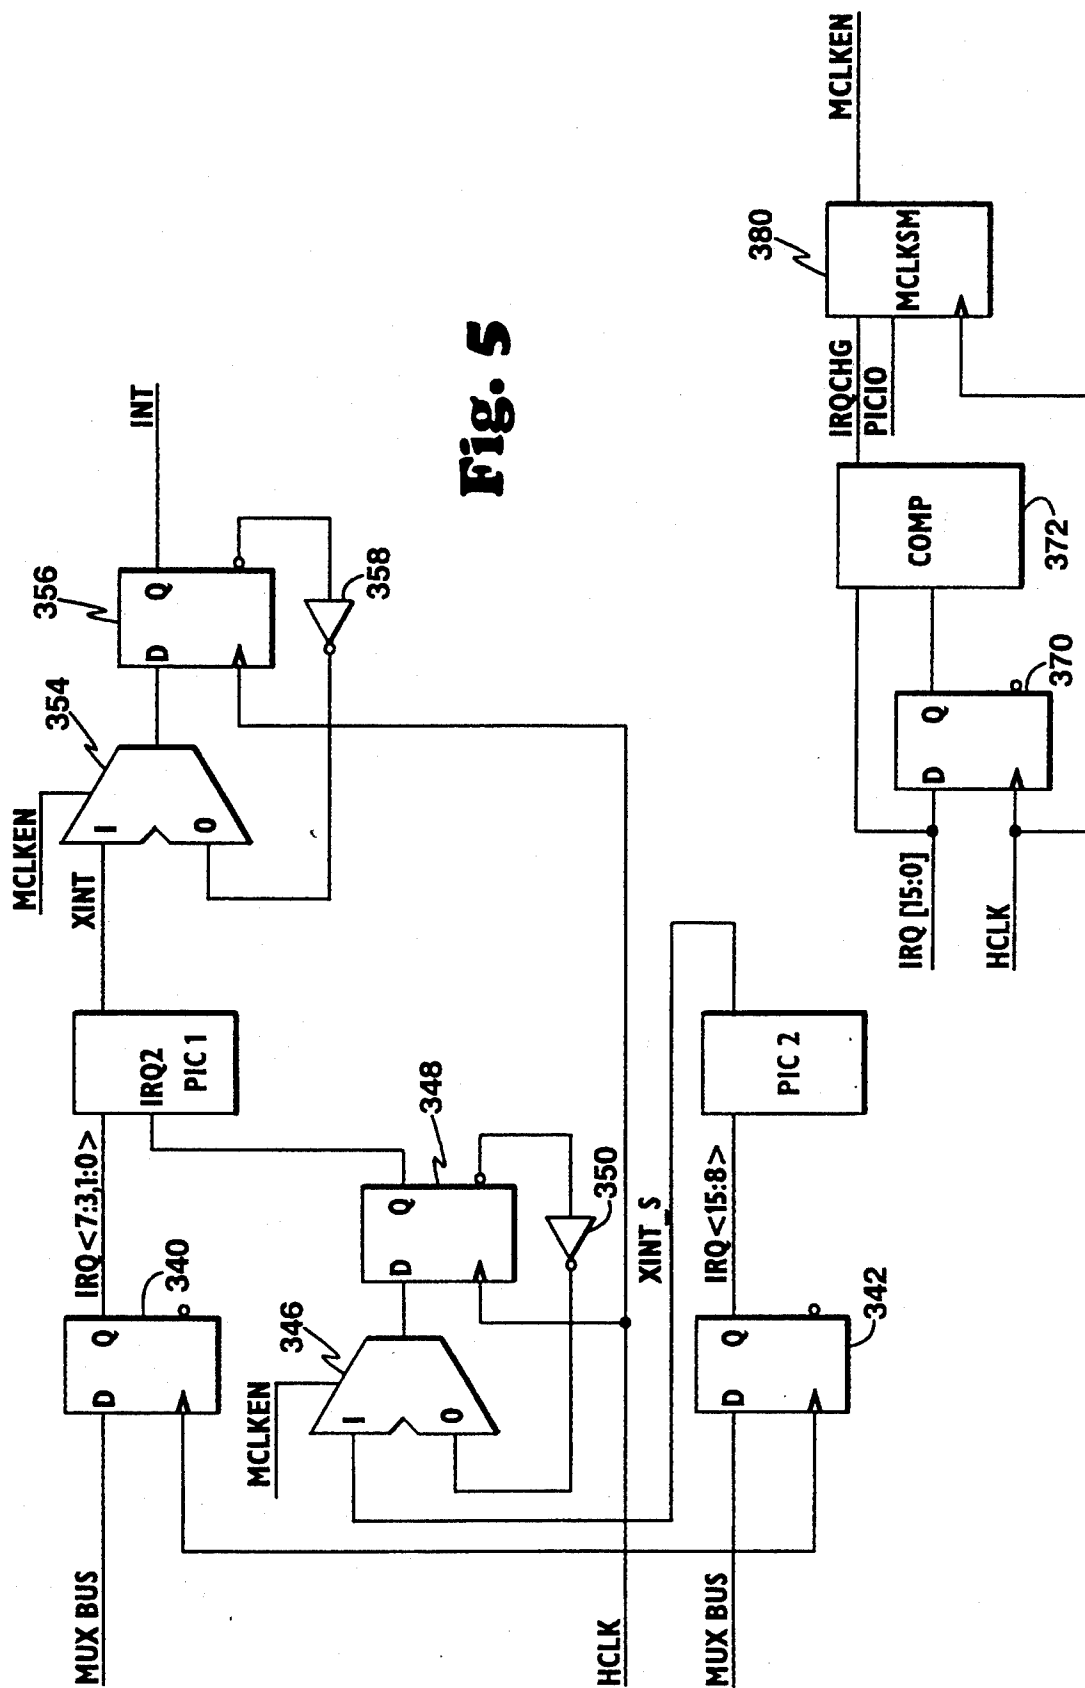 MUX BUS
D
Q
340
IRQ<7:3,1:0>
IRQ2
PIC 1
XINT
MCLKEN
1
0
354
D
Q
356
INT
358
MCLKEN
1
0
346
D
Q
348
350
HCLK
XINT_S
MUX BUS
D
Q
342
IRQ<15:8>
PIC 2
Fig. 5
IRQ [15:0]
HCLK
D
Q
370
COMP
372
IRQCHG
PICIO
MCLKSM
380
MCLKEN